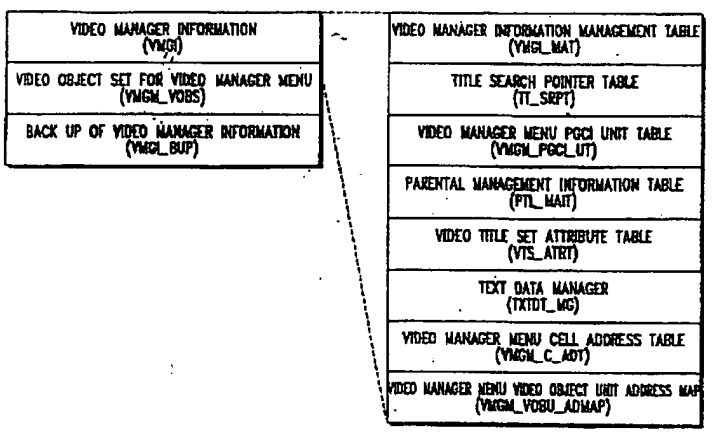 VIDEO MANAGER INFORMATION
(VMGI)
VIDEO OBJECT SET FOR VIDEO MANAGER MENU
(VMGM_VOBS)
BACK UP OF VIDEO MANAGER INFORMATION
(VMGI_BUP)
VIDEO MANAGER INFORMATION MANAGEMENT TABLE
(VMGI_MAT)
TITLE SEARCH POINTER TABLE
(TT_SRPT)
VIDEO MANAGER MENU PGCI UNIT TABLE
(VMGM_PGCI_UT)
PARENTAL MANAGEMENT INFORMATION TABLE
(PTL_MAIT)
VIDEO TITLE SET ATTRIBUTE TABLE
(VTS_ATRT)
TEXT DATA MANAGER
(TXTDT_MG)
VIDEO MANAGER MENU CELL ADDRESS TABLE
(VMGM_C_ADT)
VIDEO MANAGER MENU VIDEO OBJECT UNIT ADDRESS MAP
(VMGM_VOBU_ADMAP)